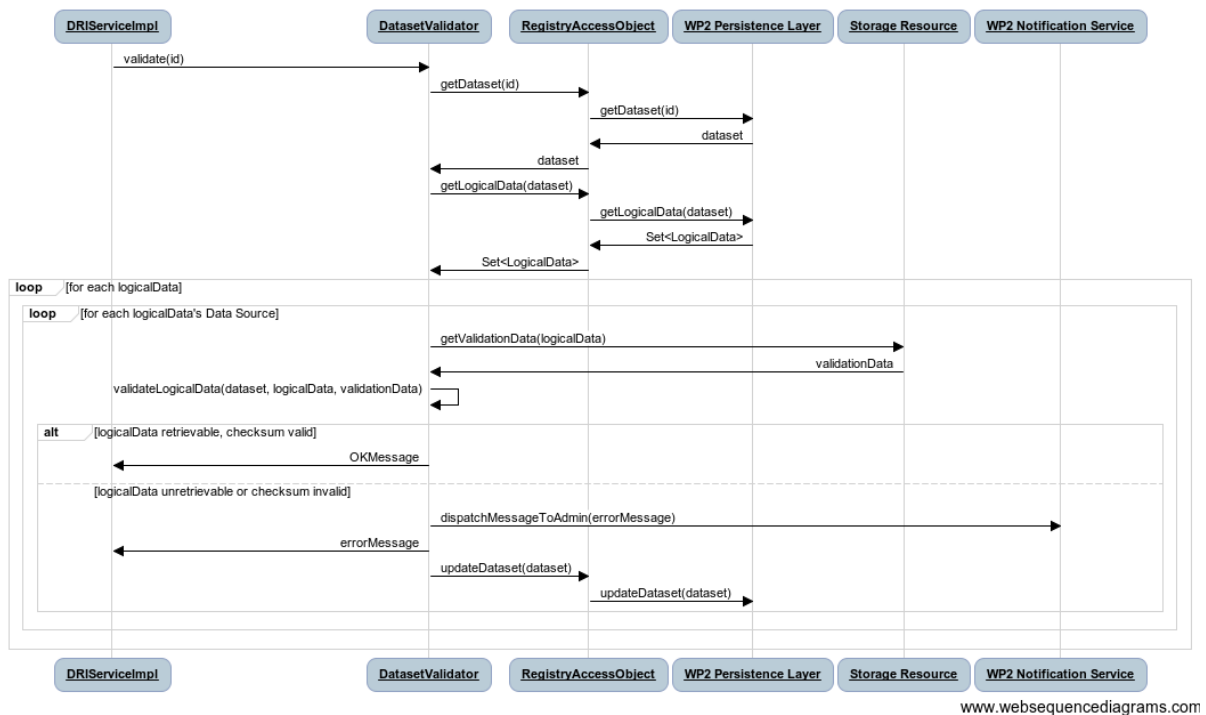 DRIServiceImpl DatasetValidator RegistryAccessObject WP2 Persistence Layer Storage Resource WP2 Notification Service
validate(id)
getDataset(id)
getDataset(id)
dataset
dataset
getLogicalData(dataset)
getLogicalData(dataset)
Set<LogicalData>
Set<LogicalData>
loop [for each logicalData]
loop [for each logicalData's Data Source]
getValidationData(logicalData)
validationData
validateLogicalData(dataset, logicalData, validationData)
alt [logicalData retrievable, checksum valid]
OKMessage
[logicalData unretrievable or checksum invalid]
dispatchMessageToAdmin(errorMessage)
errorMessage
updateDataset(dataset)
updateDataset(dataset)
DRIServiceImpl DatasetValidator RegistryAccessObject WP2 Persistence Layer Storage Resource WP2 Notification Service
www.websequencediagrams.com